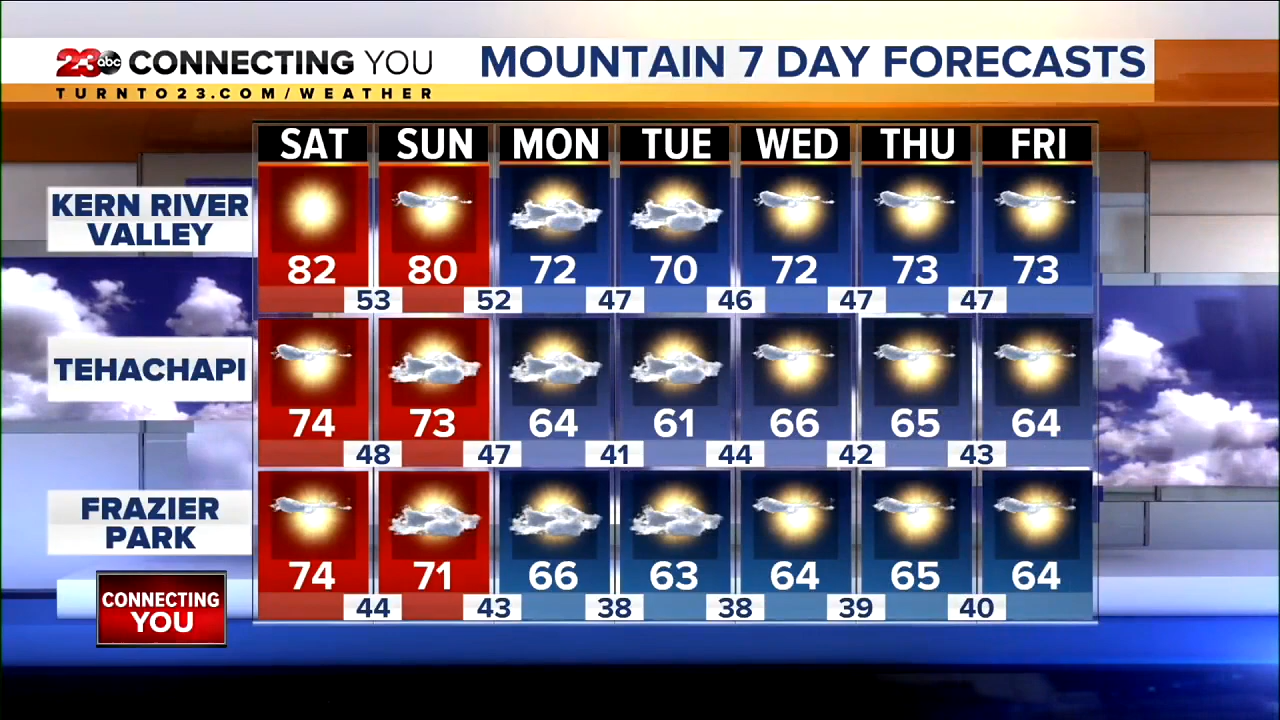 23 abc CONNECTING YOU
TURNTO23.COM/WEATHER
MOUNTAIN 7 DAY FORECASTS
SAT SUN MON TUE WED THU FRI
KERN RIVER
VALLEY
82 80 72 70 72 73 73
53 52 47 46 47 47
TEHACHAPI
74 73 64 61 66 65 64
48 47 41 44 42 43
FRAZIER
PARK
74 71 66 63 64 65 64
44 43 38 38 39 40
CONNECTING
YOU